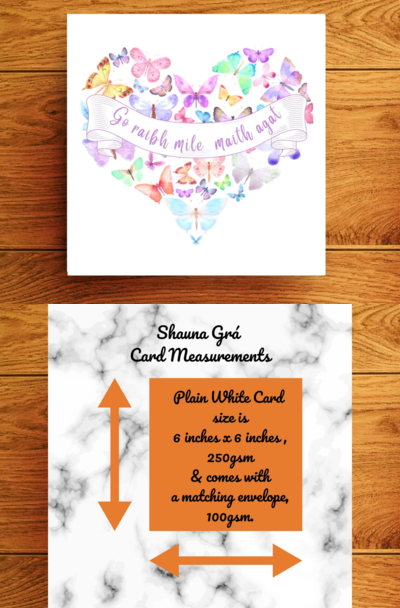 Go raibh mile maith agat
Shauna Grá
Card Measurements
Plain White Card
size is
6 inches x 6 inches ,
250gsm
& comes with
a matching envelope,
100gsm.